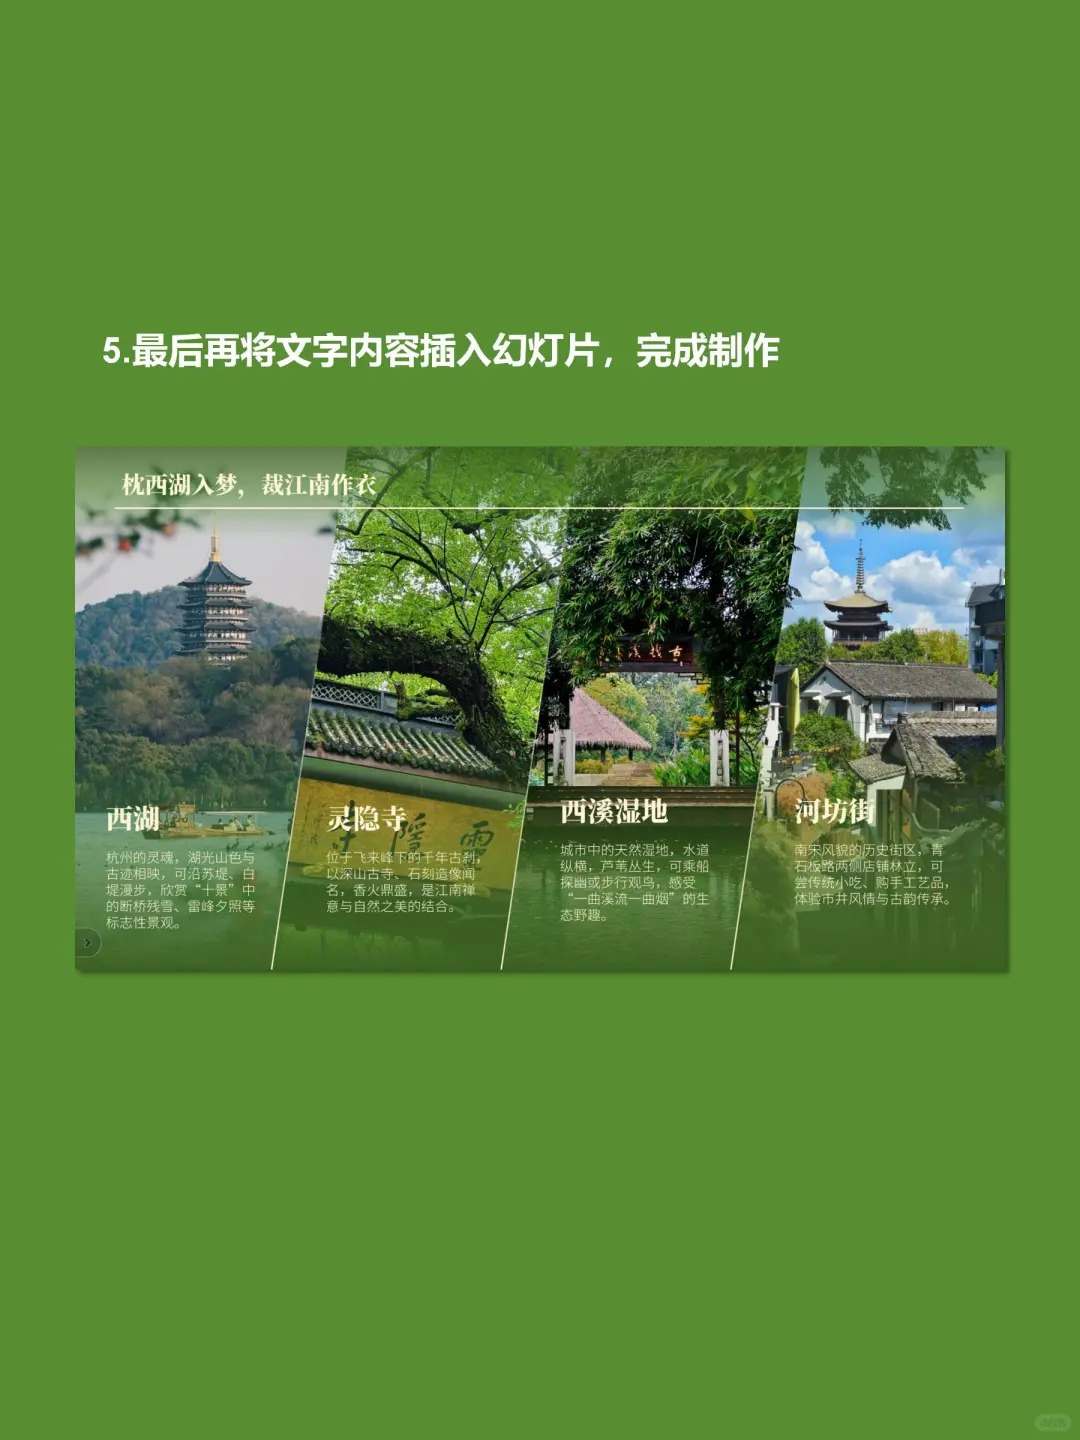 5.最后再将文字内容插入幻灯片，完成制作
枕西湖入梦，裁江南作衣
西湖
杭州的灵魂，湖光山色与
古迹相映，可沿苏堤、白
堤漫步，欣赏“十景”中
的断桥残雪、雷峰夕照等
标志性景观。
灵隐寺
位于飞来峰下的千年古刹，
以深山古寺、石刻造像闻
名，香火鼎盛，是江南禅
意与自然之美的结合。
西溪湿地
城市中的天然湿地，水道
纵横，芦苇丛生，可乘船
探幽或步行观鸟，感受
“一曲溪流一曲烟”的生
态野趣。
河坊街
南宋风貌的历史街区，青
石板路两侧店铺林立，可
尝传统小吃、购手工艺品，
体验市井风情与古韵传承。
寺隱靈